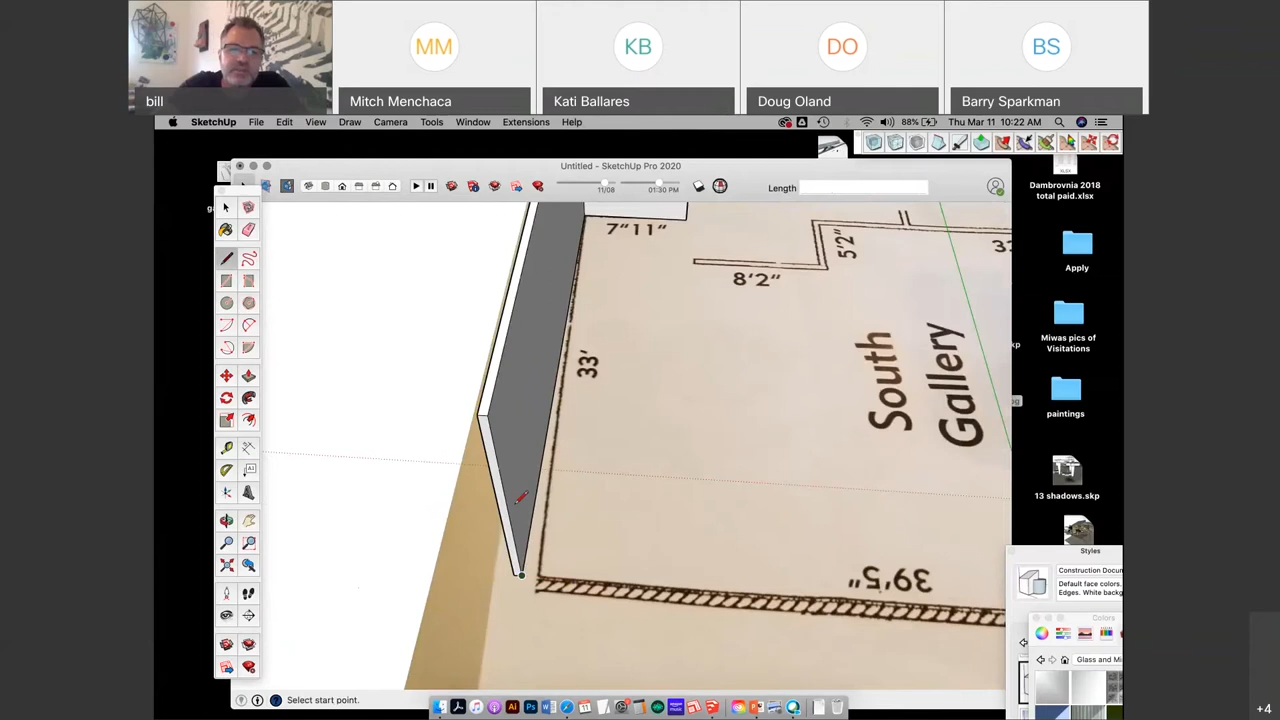 MM
KB
DO
BS
bill
Mitch Menchaca
Kati Ballares
Doug Oland
Barry Sparkman
SketchUp File Edit View Draw Camera Tools Window Extensions Help
88% Thu Mar 11 10:22 AM
Untitled - SketchUp Pro 2020
11/08
01:30 PM
Length
Dambrovnia 2018
total paid.xlsx
Apply
Miwas pics of
Visitations
paintings
13 shadows.skp
7"11"
8'2"
5'2"
33'
South
Gallery
39'5"
Styles
Construction Docum
Default face colors.
Edges. White backg
Colors
Glass and Mi
Select start point.
+4